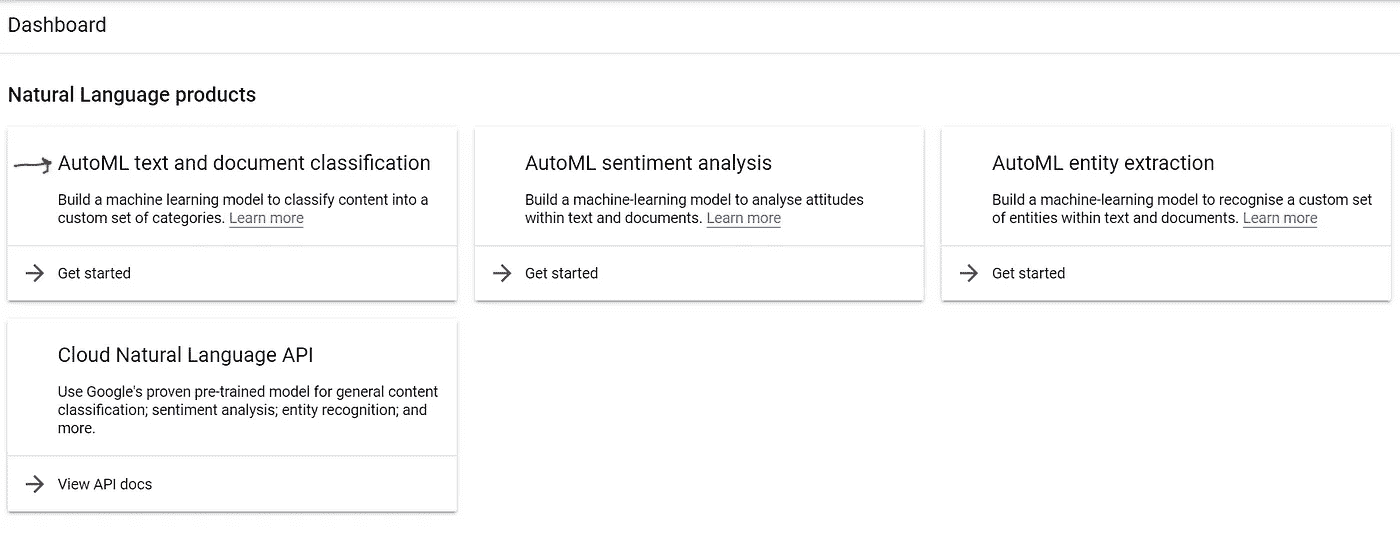 Dashboard
Natural Language products
AutoML text and document classification
Build a machine learning model to classify content into a
custom set of categories. Learn more
Get started
AutoML sentiment analysis
Build a machine-learning model to analyse attitudes
within text and documents. Learn more
Get started
AutoML entity extraction
Build a machine-learning model to recognise a custom set
of entities within text and documents. Learn more
Get started
Cloud Natural Language API
Use Google's proven pre-trained model for general content
classification; sentiment analysis; entity recognition; and
more.
View API docs